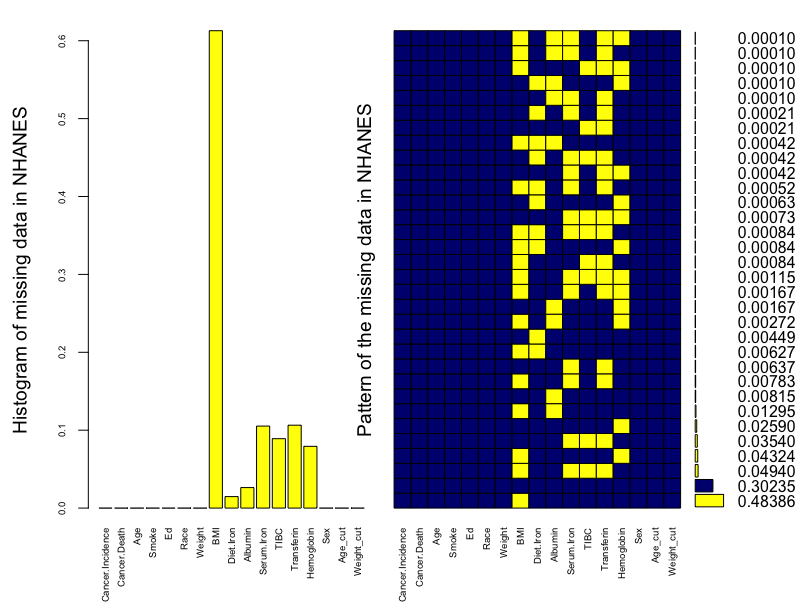 Histogram of missing data in NHANES
0.6
0.5
0.4
0.3
0.2
0.1
0.0
Cancer.Incidence
Cancer.Death
Age
Smoke
Ed
Race
Weight
BMI
Diet.Iron
Albumin
Serum.Iron
TIBC
Transferin
Hemoglobin
Sex
Age_cut
Weight_cut
Pattern of the missing data in NHANES
Cancer.Incidence
Cancer.Death
Age
Smoke
Ed
Race
Weight
BMI
Diet.Iron
Albumin
Serum.Iron
TIBC
Transferin
Hemoglobin
Sex
Age_cut
Weight_cut
0.00010
0.00010
0.00010
0.00010
0.00010
0.00021
0.00021
0.00042
0.00042
0.00042
0.00052
0.00063
0.00073
0.00084
0.00084
0.00084
0.00115
0.00167
0.00167
0.00272
0.00449
0.00627
0.00637
0.00783
0.00815
0.01295
0.02590
0.03540
0.04324
0.04940
0.30235
0.48386